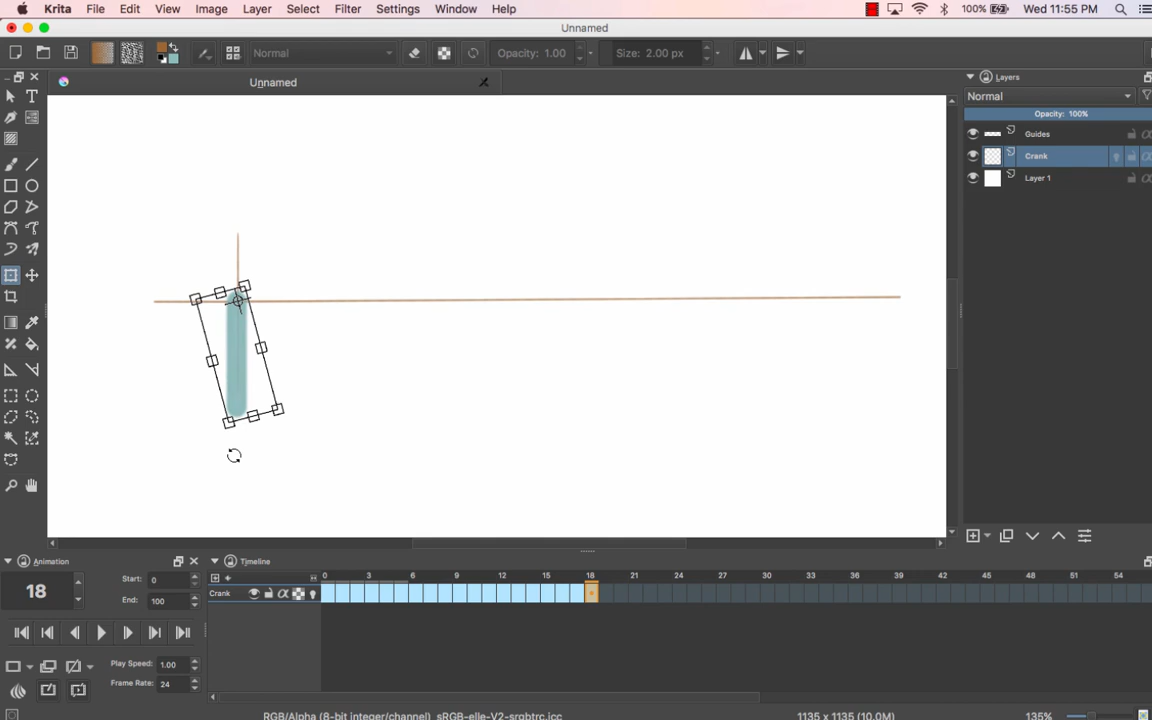 Krita File Edit View Image Layer Select Filter Settings Window Help 100% Wed 11:55 PM
Unnamed
Normal Opacity: 1.00 Size: 2.00 px
Unnamed
Layers
Normal
Opacity: 100%
Guides
Crank
Layer 1
Animation
Timeline
18
Start: 0
End: 100
0 3 6 9 12 15 18 21 24 27 30 33 36 39 42 45 48 51 54
Crank
Play Speed: 1.00
Frame Rate: 24
RGB/Alpha (8-bit integer/channel) sRGB-elle-V2-srgbtrc.icc 1135 x 1135 (10.0M) 135%